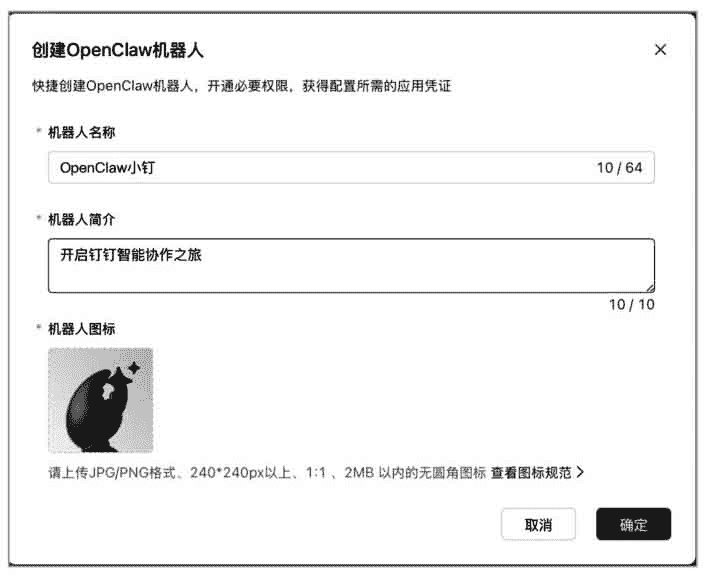 创建OpenClaw机器人
快捷创建OpenClaw机器人，开通必要权限，获得配置所需的应用凭证
* 机器人名称
OpenClaw小钉 10 / 64
* 机器人简介
开启钉钉智能协作之旅
10 / 10
* 机器人图标
请上传JPG/PNG格式、240*240px以上、1:1 、2MB 以内的无圆角图标 查看图标规范 >
取消 确定